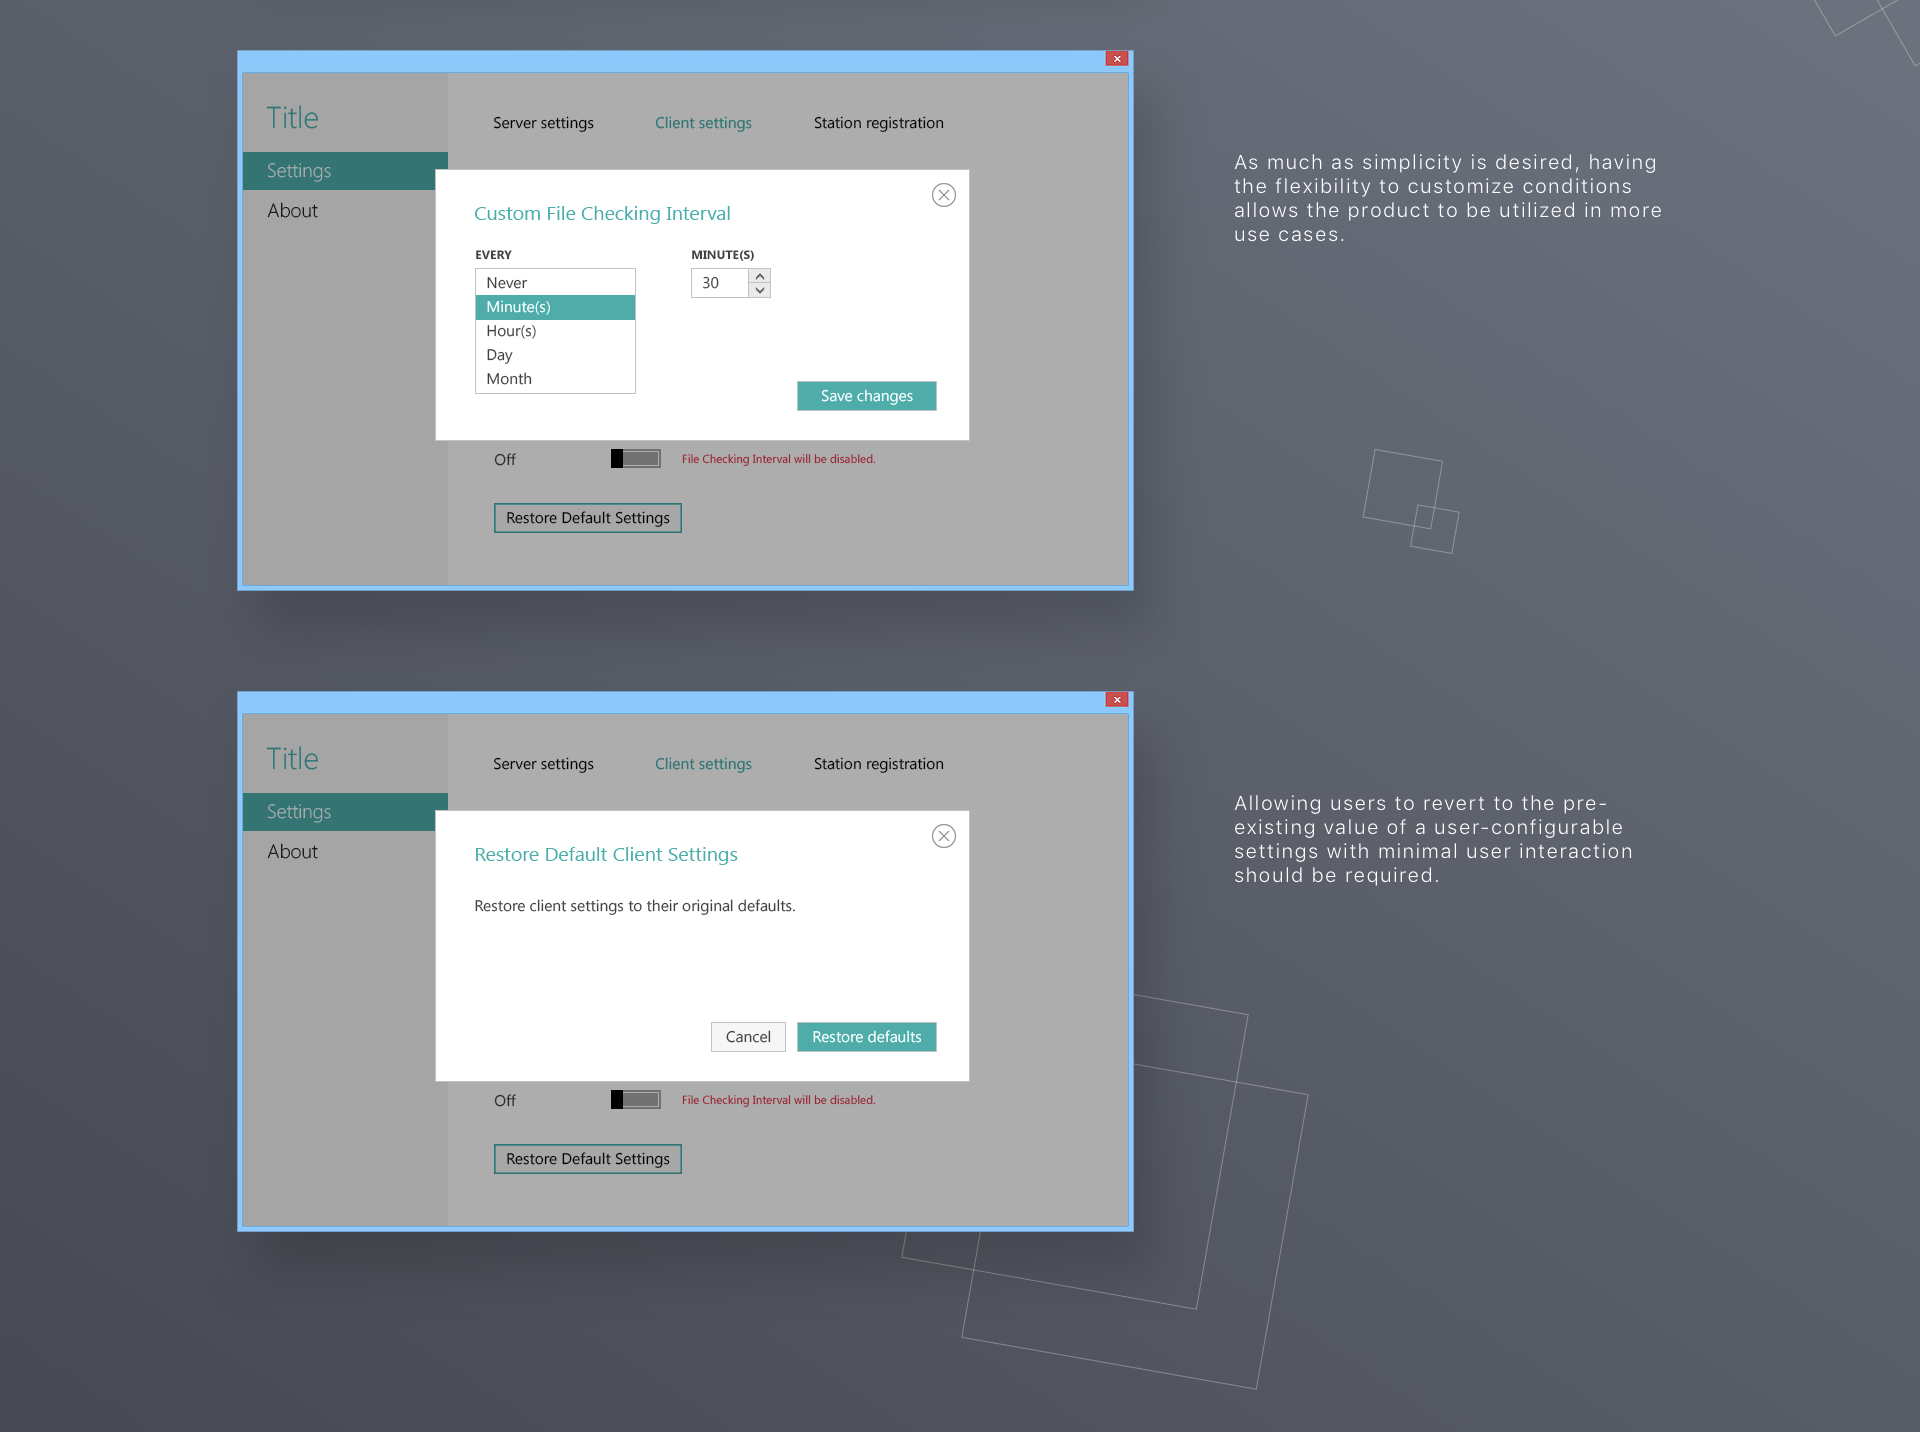 Title
Server settings
Client settings
Station registration
Settings
About
Custom File Checking Interval
EVERY
MINUTE(S)
Never
30
Minute(s)
Hour(s)
Day
Month
Save changes
Off
File Checking Interval will be disabled.
Restore Default Settings
As much as simplicity is desired, having
the flexibility to customize conditions
allows the product to be utilized in more
use cases.
Title
Server settings
Client settings
Station registration
Settings
About
Restore Default Client Settings
Restore client settings to their original defaults.
Cancel
Restore defaults
Off
File Checking Interval will be disabled.
Restore Default Settings
Allowing users to revert to the pre-
existing value of a user-configurable
settings with minimal user interaction
should be required.